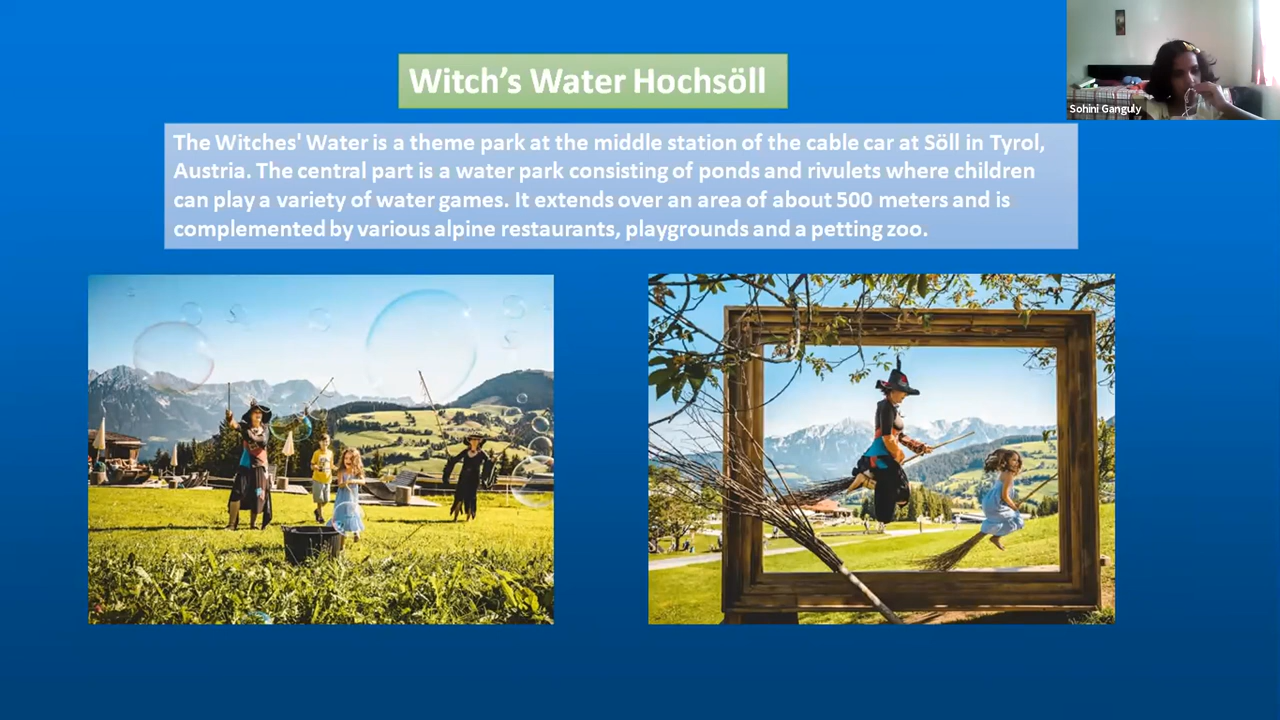 Witch’s Water Hochsöll
The Witches' Water is a theme park at the middle station of the cable car at Söll in Tyrol,
Austria. The central part is a water park consisting of ponds and rivulets where children
can play a variety of water games. It extends over an area of about 500 meters and is
complemented by various alpine restaurants, playgrounds and a petting zoo.
Sohini Ganguly